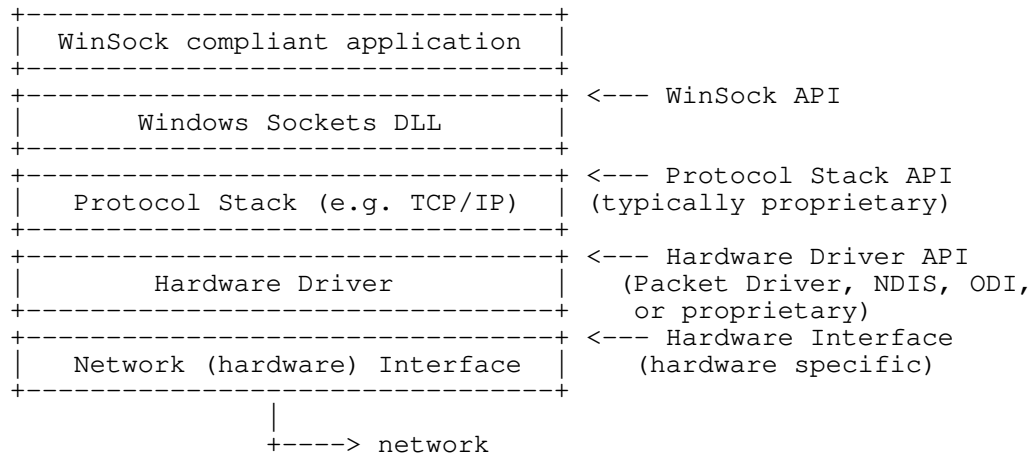 +---------------------------------+
|  WinSock compliant application  |
+---------------------------------+
+---------------------------------+ <--- WinSock API
|       Windows Sockets DLL       |
+---------------------------------+
+---------------------------------+ <--- Protocol Stack API
|   Protocol Stack (e.g. TCP/IP)  | (typically proprietary)
+---------------------------------+
+---------------------------------+ <--- Hardware Driver API
|        Hardware Driver          |   (Packet Driver, NDIS, ODI,
+---------------------------------+    or proprietary)
+---------------------------------+ <--- Hardware Interface
|   Network (hardware) Interface  |    (hardware specific)
+---------------------------------+
|
+----> network